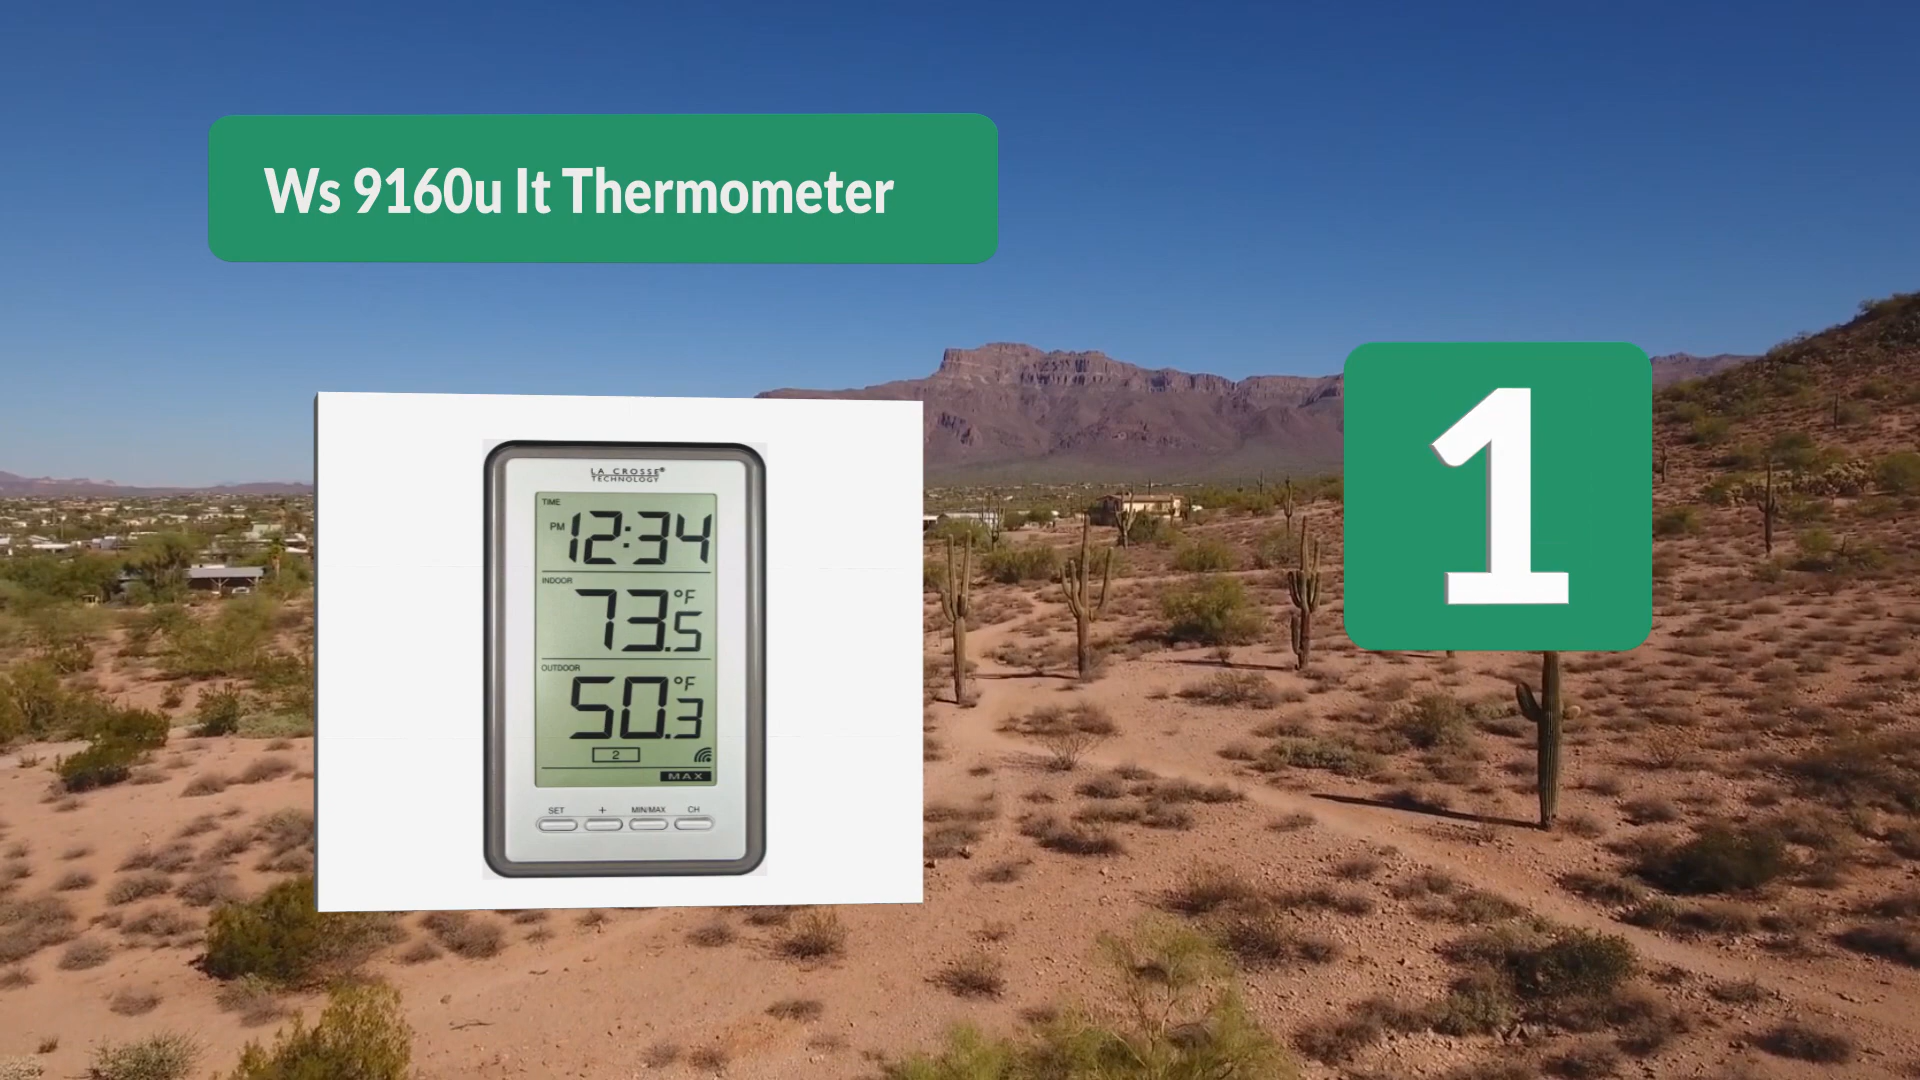 Ws 9160u It Thermometer
1
LA CROSSE®
TECHNOLOGY
TIME
PM 12:34
INDOOR
73.5 °F
OUTDOOR
50.3 °F
2
MAX
SET + MIN/MAX CH